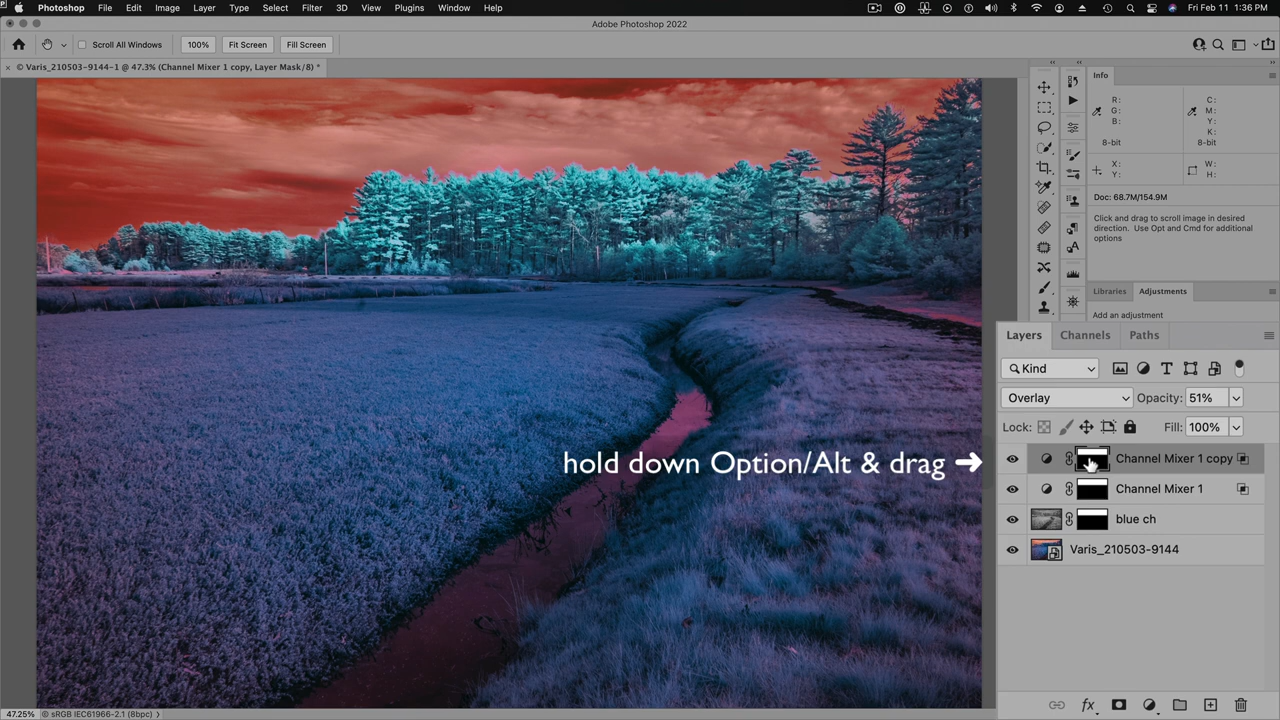 Photoshop File Edit Image Layer Type Select Filter 3D View Plugins Window Help Fri Feb 11 1:36 PM
Adobe Photoshop 2022
Scroll All Windows 100% Fit Screen Fill Screen
× © Varis_210503-9144-1 @ 47.3% (Channel Mixer 1 copy, Layer Mask/8) *
Info
R: C:
G: M:
B: Y:
K:
8-bit 8-bit
X: W:
Y: H:
Doc: 68.7M/154.9M
Click and drag to scroll image in desired
direction. Use Opt and Cmd for additional
options
Libraries Adjustments
Add an adjustment
Layers Channels Paths
Kind
Overlay Opacity: 51%
Lock: Fill: 100%
hold down Option/Alt & drag ➜
Channel Mixer 1 copy
Channel Mixer 1
blue ch
Varis_210503-9144
fx
47.25% © sRGB IEC61966-2.1 (8bpc)